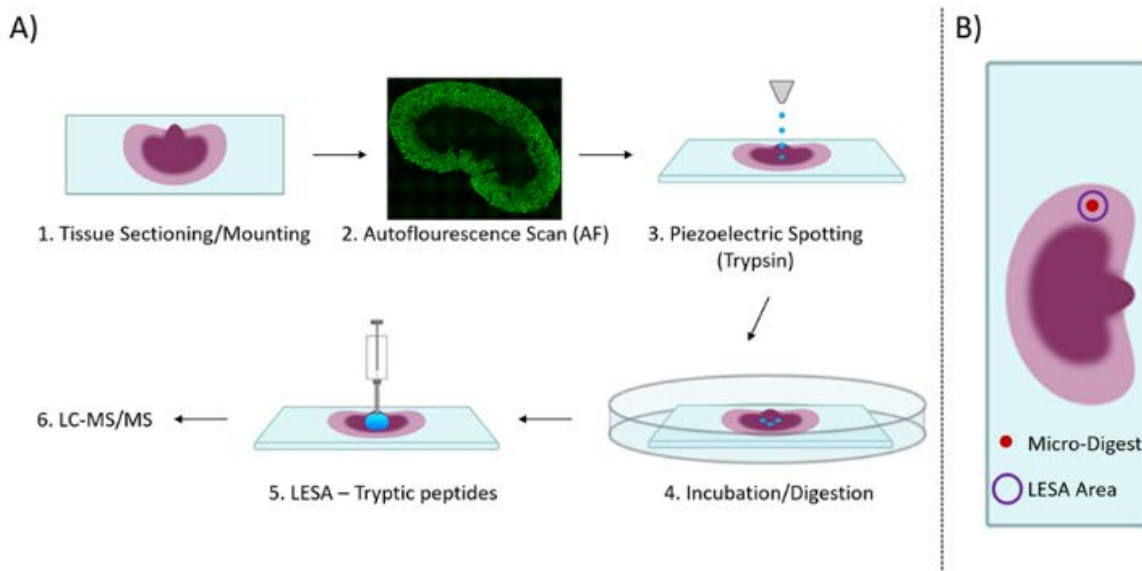 A)
B)
1. Tissue Sectioning/Mounting
2. Autoflourescence Scan (AF)
3. Piezoelectric Spotting
(Trypsin)
6. LC-MS/MS
5. LESA – Tryptic peptides
4. Incubation/Digestion
Micro-Digest
LESA Area